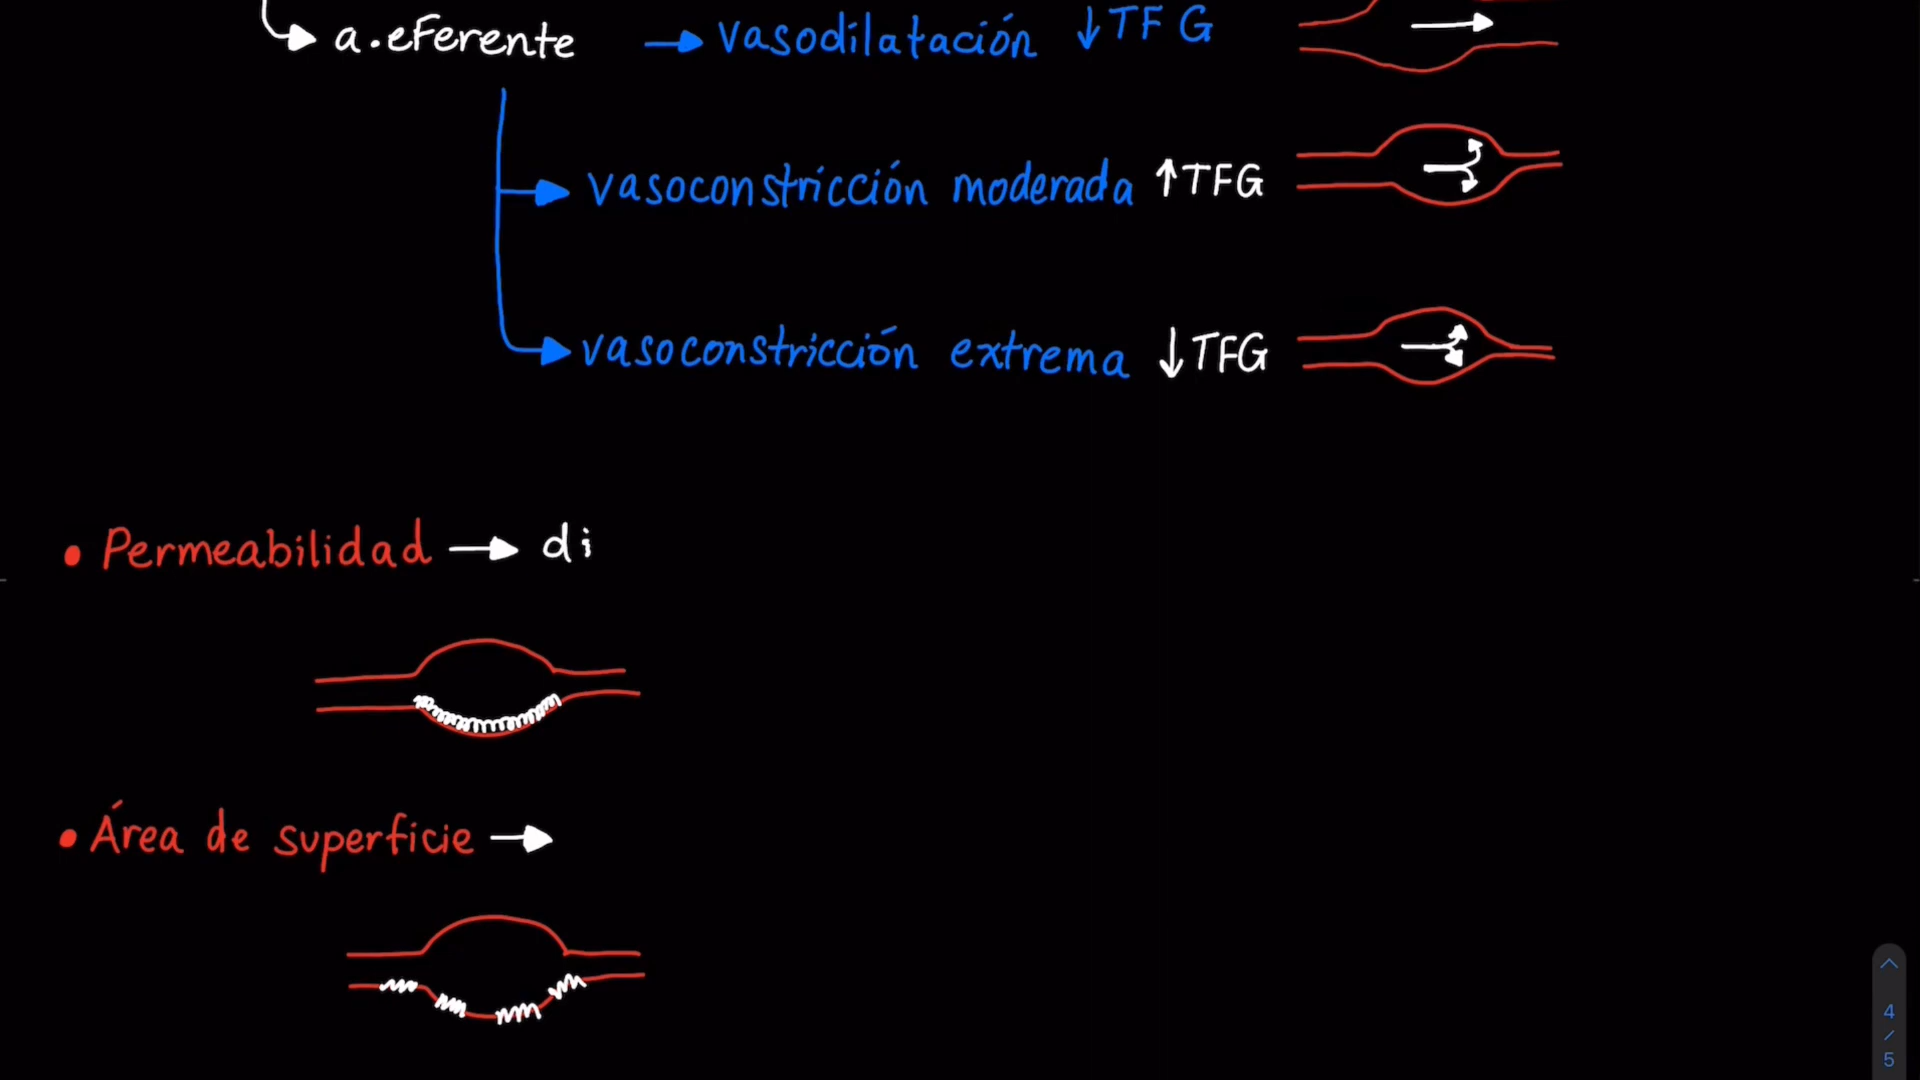 a.eferente → vasodilatación ↓TFG
vasoconstricción moderada ↑TFG
vasoconstricción extrema ↓TFG
• Permeabilidad → di
• Área de superficie →
4
/
5